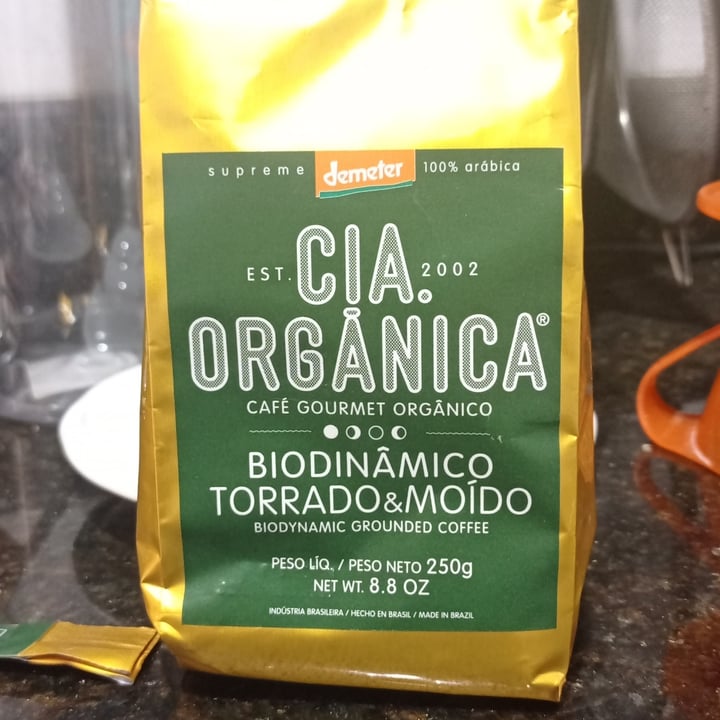 supreme demeter 100% arábica
EST. CIA. 2002
ORGÂNICA®
CAFÉ GOURMET ORGÂNICO
BIODINÂMICO
TORRADO&MOÍDO
BIODYNAMIC GROUNDED COFFEE
PESO LÍQ. / PESO NETO 250g
NET WT. 8.8 OZ
INDÚSTRIA BRASILEIRA / HECHO EN BRASIL / MADE IN BRAZIL